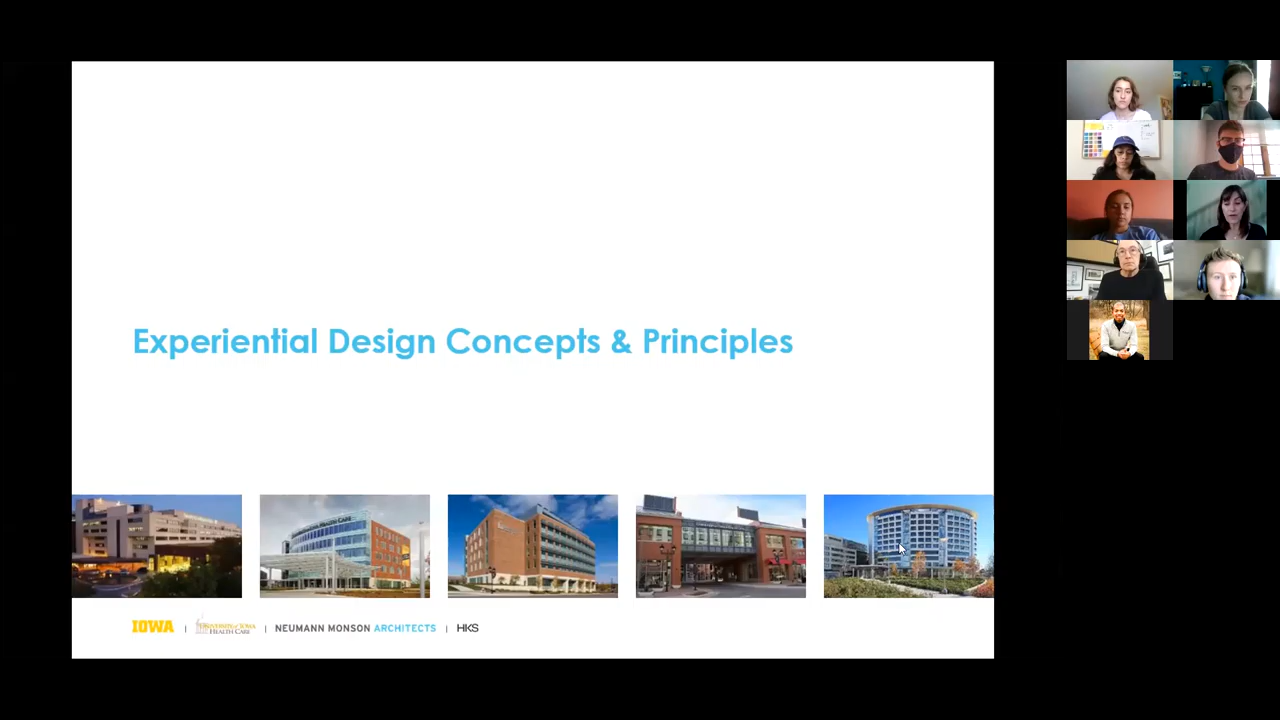 Experiential Design Concepts & Principles
IOWA | UNIVERSITY of IOWA HEALTH CARE | NEUMANN MONSON ARCHITECTS | HKS